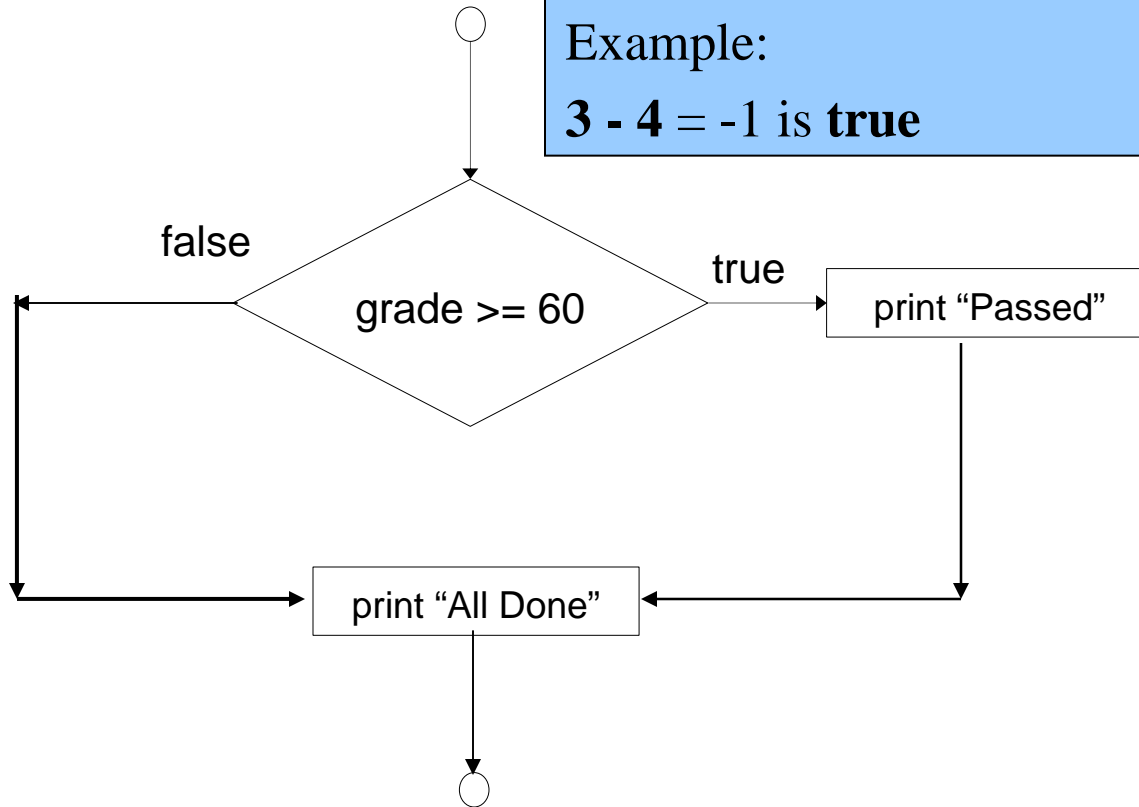 Example:
3 - 4 = -1 is true
false
true
grade >= 60
print “Passed”
print “All Done”